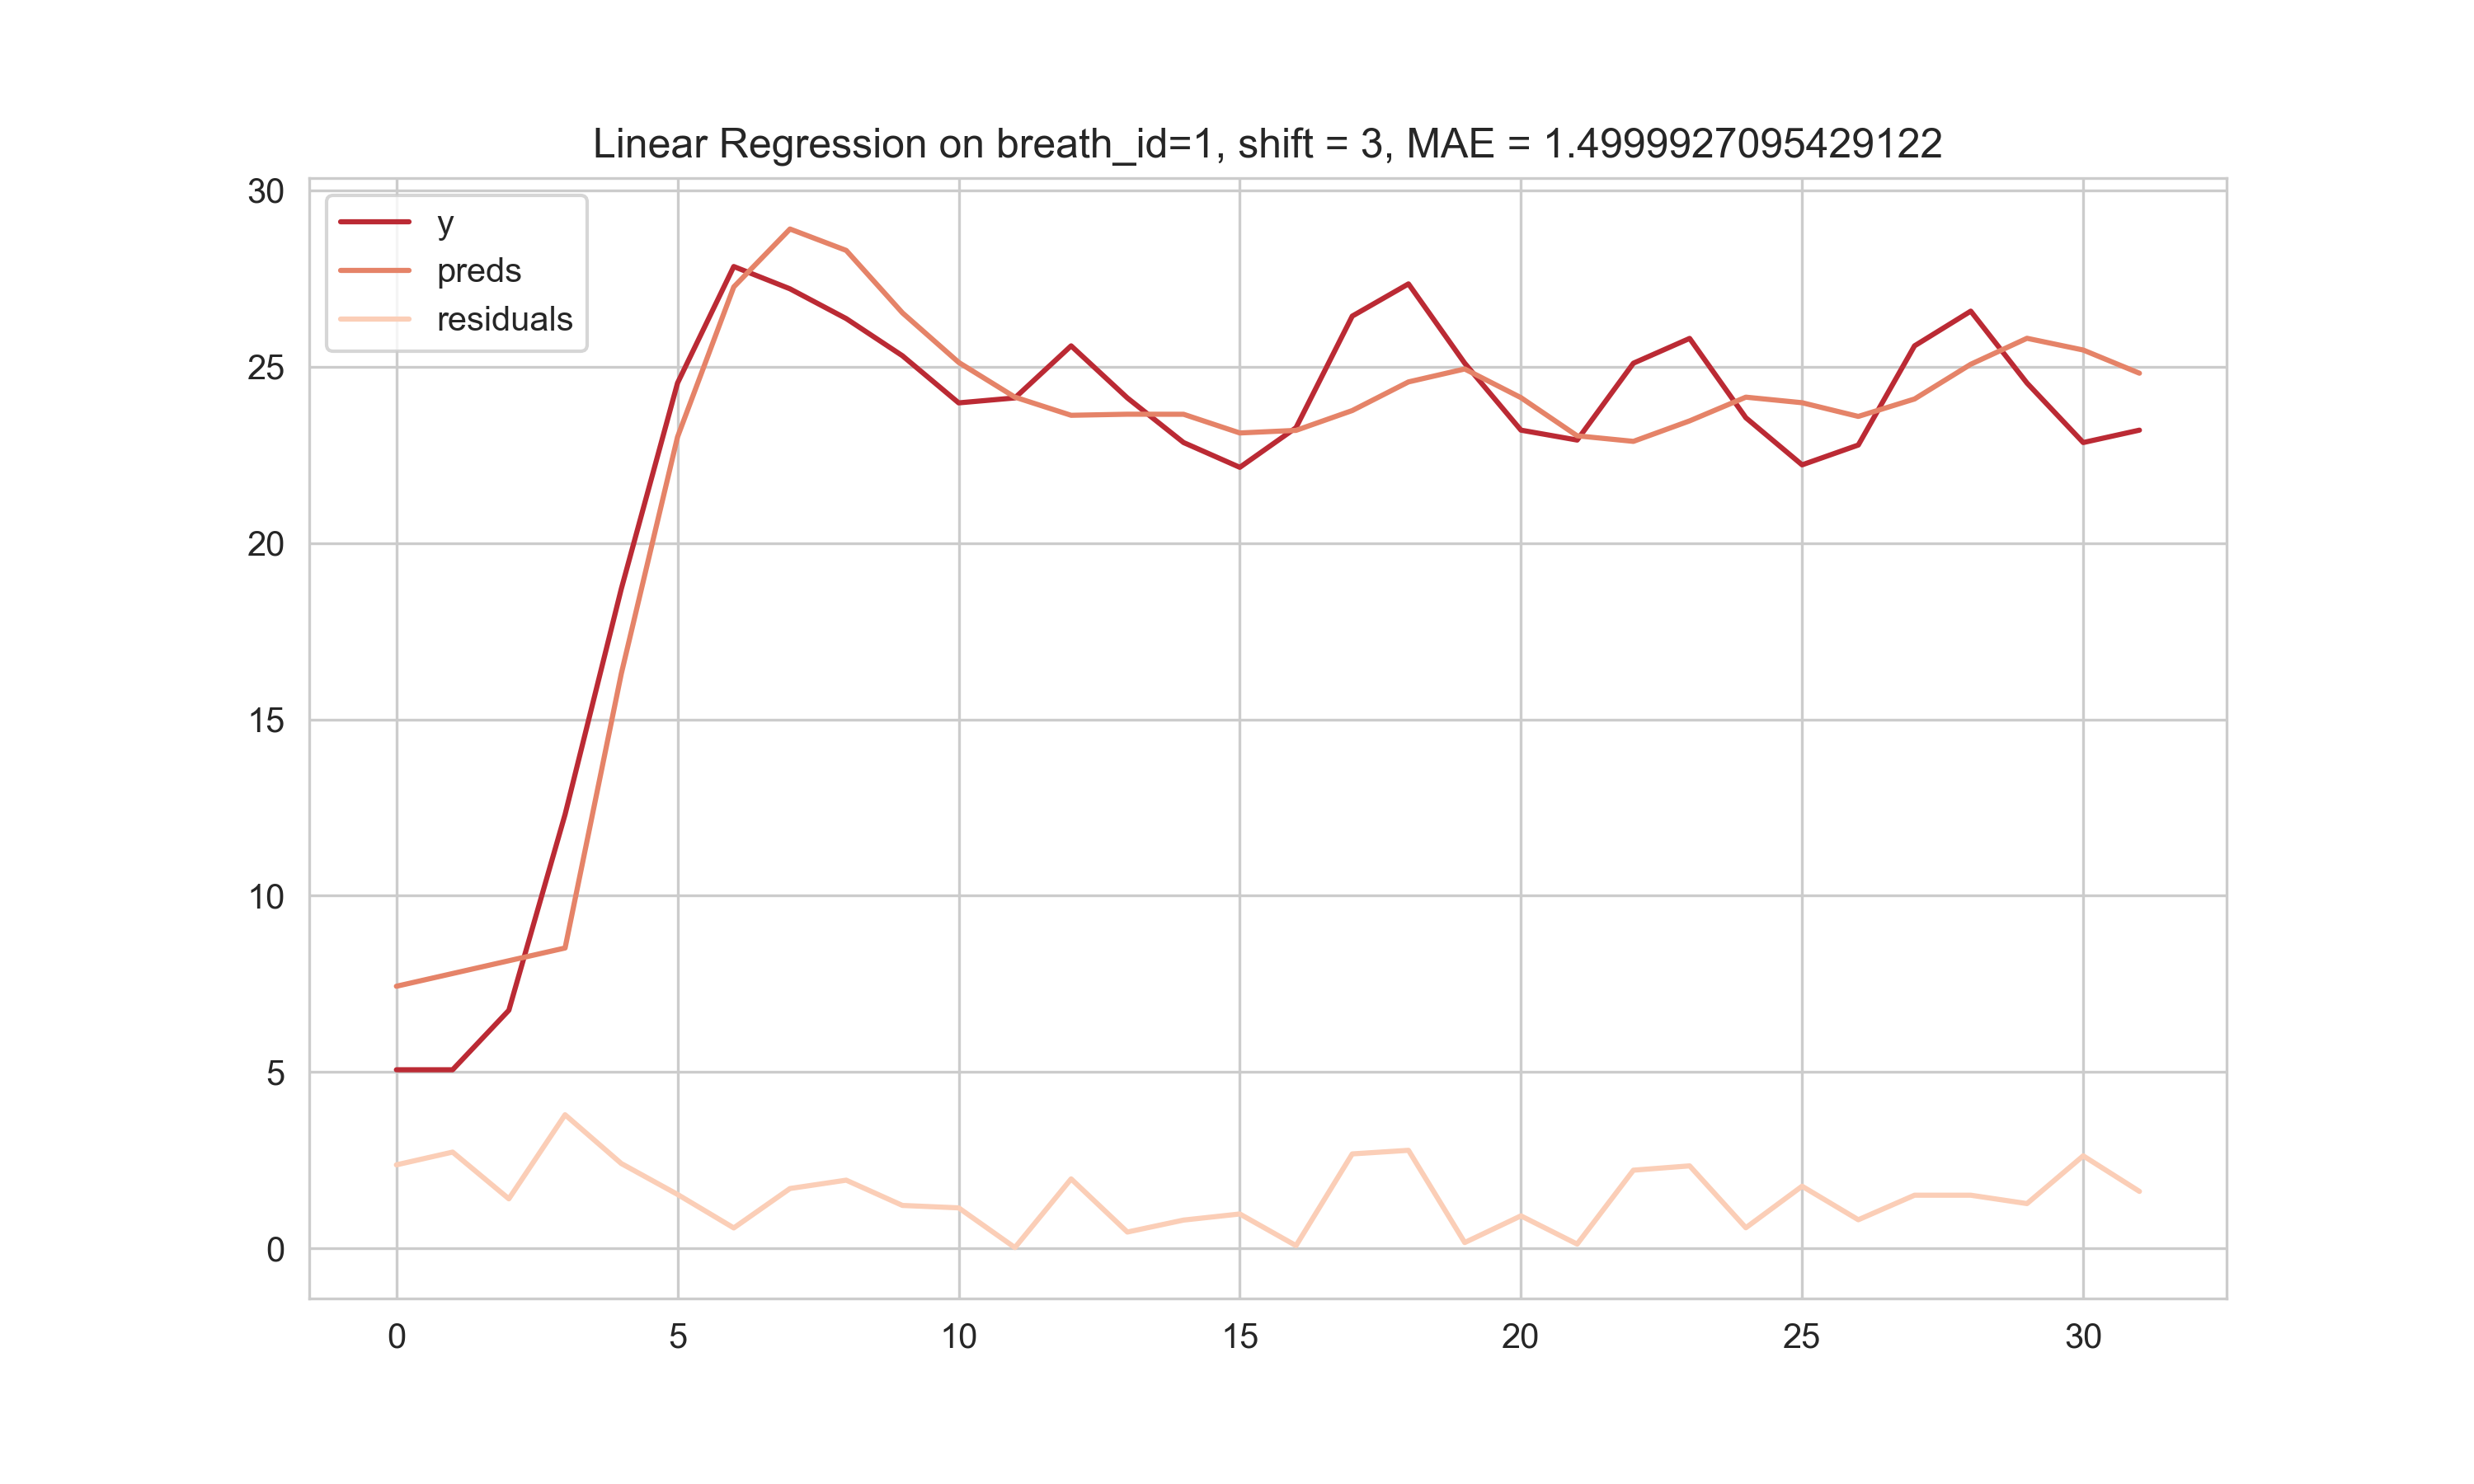 Linear Regression on breath_id=1, shift = 3, MAE = 1.4999927095429122
30
25
20
15
10
5
0
y
preds
residuals
0 5 10 15 20 25 30